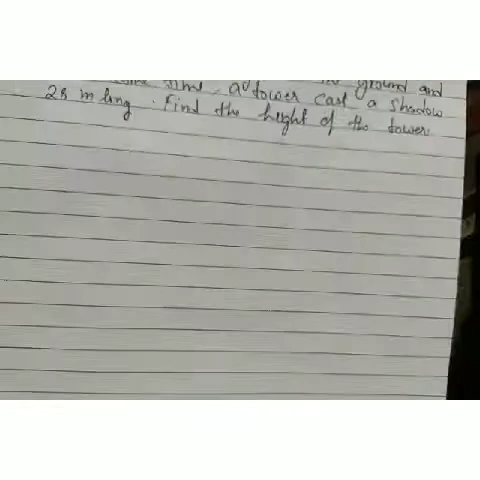 time a tower cast a shadow
28 m long . Find the height of the tower
ground and